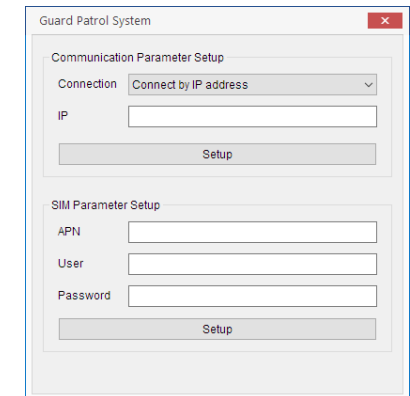 Guard Patrol System
Communication Parameter Setup
Connection Connect by IP address
IP
Setup
SIM Parameter Setup
APN
User
Password
Setup